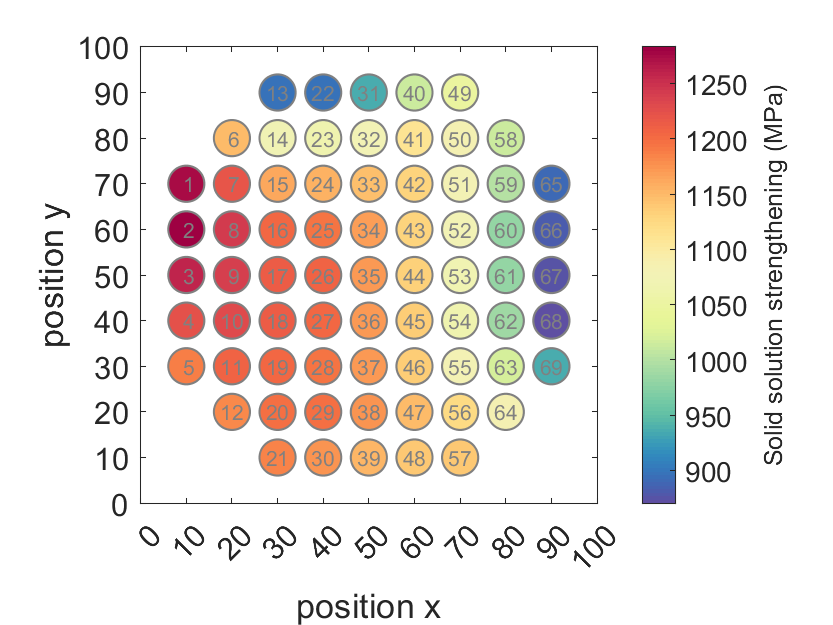 100
90
80
70
60
50
40
30
20
10
0
position y
13 22 31 40 49
6 14 23 32 41 50 58
1 7 15 24 33 42 51 59 65
2 8 16 25 34 43 52 60 66
3 9 17 26 35 44 53 61 67
4 10 18 27 36 45 54 62 68
5 11 19 28 37 46 55 63 69
12 20 29 38 47 56 64
21 30 39 48 57
0 10 20 30 40 50 60 70 80 90 100
position x
1250
1200
1150
1100
1050
1000
950
900
Solid solution strengthening (MPa)